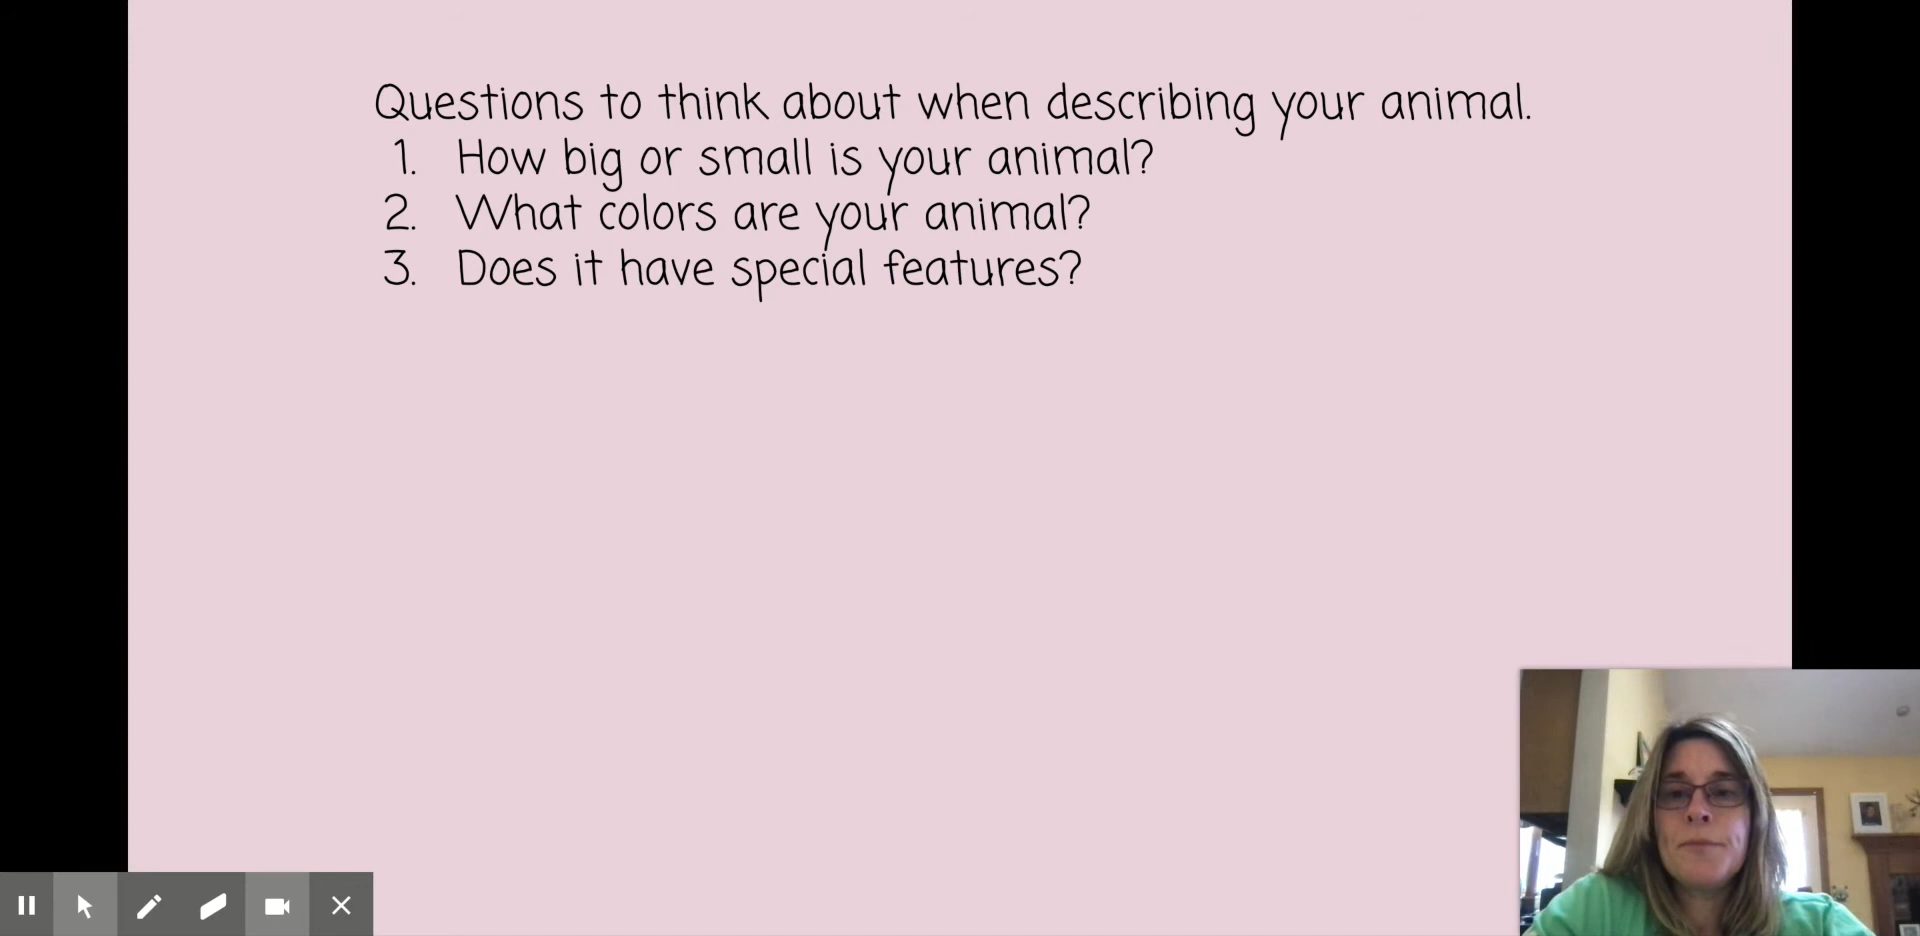 Questions to think about when describing your animal.
1. How big or small is your animal?
2. What colors are your animal?
3. Does it have special features?